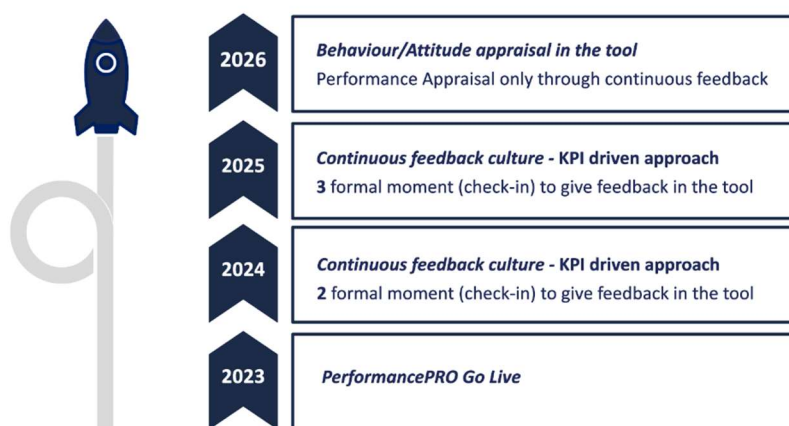 2026
Behaviour/Attitude appraisal in the tool
Performance Appraisal only through continuous feedback
2025
Continuous feedback culture - KPI driven approach
3 formal moment (check-in) to give feedback in the tool
2024
Continuous feedback culture - KPI driven approach
2 formal moment (check-in) to give feedback in the tool
2023
PerformancePRO Go Live